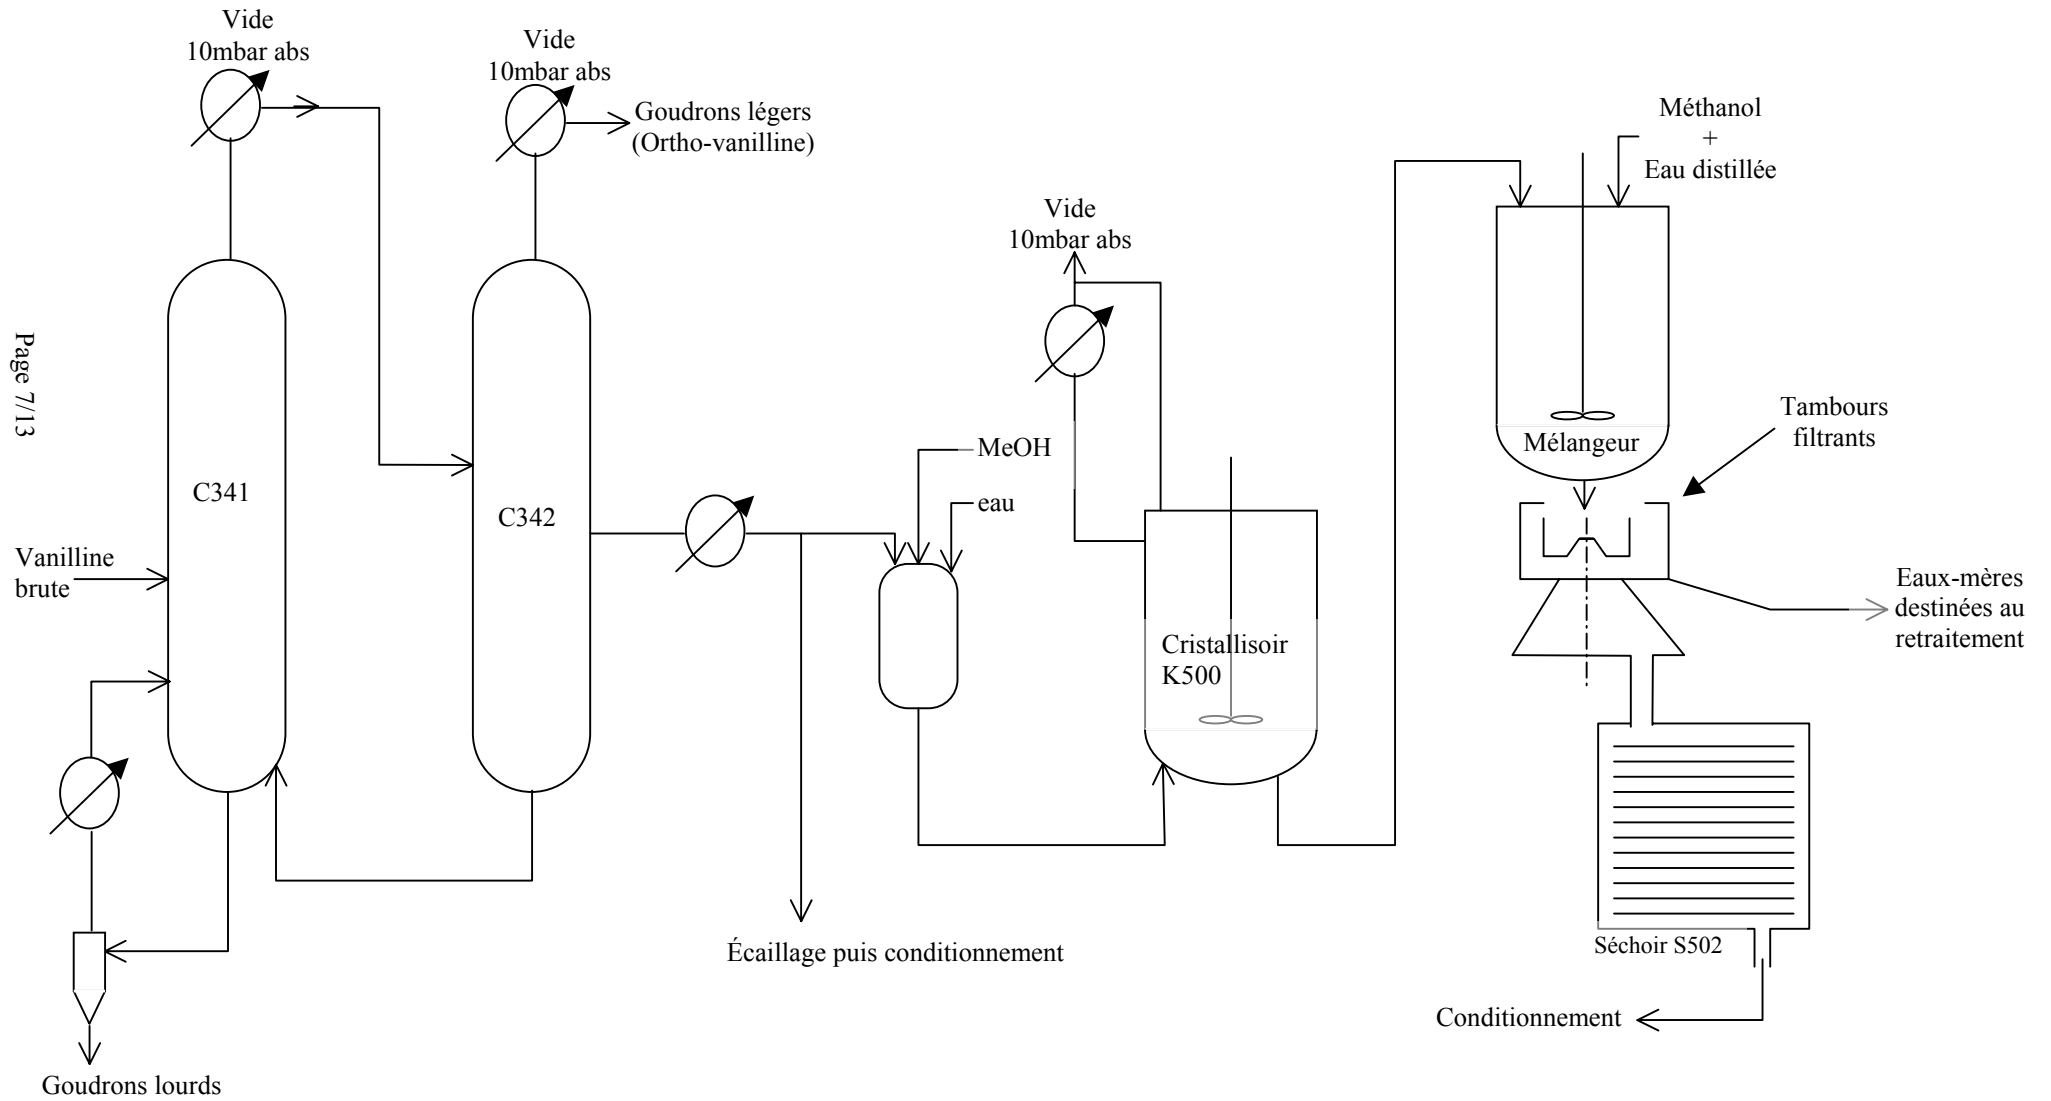 Vide
10mbar abs
Vide
10mbar abs
Goudrons légers
(Ortho-vanilline)
Méthanol
+
Eau distillée
Vide
10mbar abs
Page 7/13
Tambours
filtrants
MeOH
Mélangeur
C341
eau
C342
Vanilline
brute
Eaux-mères
destinées au
retraitement
Cristallisoir
K500
Écaillage puis conditionnement
Séchoir S502
Conditionnement
Goudrons lourds